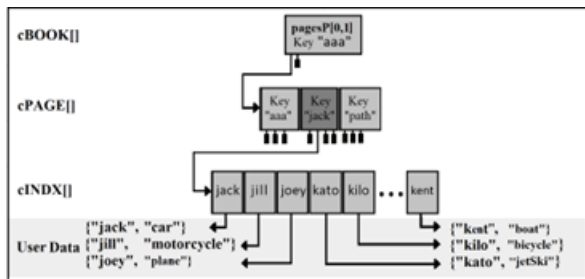 cBOOK[]
pagesP[0,1]
Key "aaa"
cPAGE[]
Key "aaa"
Key "jack"
Key "path"
cINDX[]
jack jill joey kato kilo ••• kent
User Data
{"jack", "car"}
{"jill", "motorcycle"}
{"joey", "plane"}
{"kent", "boat"}
{"kilo", "bicycle"}
{"kato", "jetSki"}